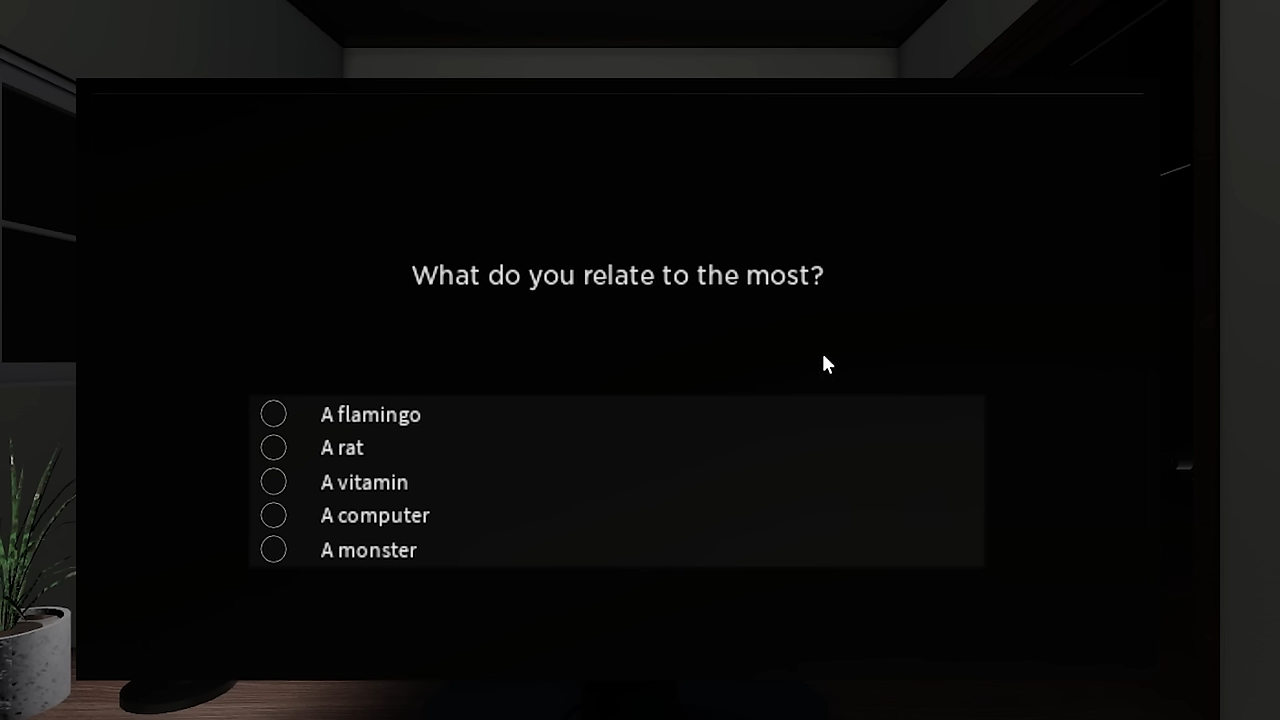 What do you relate to the most?
A flamingo
A rat
A vitamin
A computer
A monster